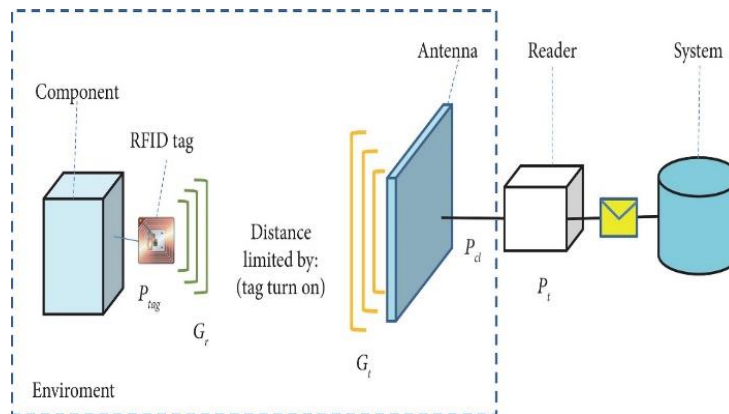 Antenna
Reader
System
Component
RFID tag
Distance
limited by:
(tag turn on)
P_tag
G_r
G_t
P_cl
P_t
Enviroment